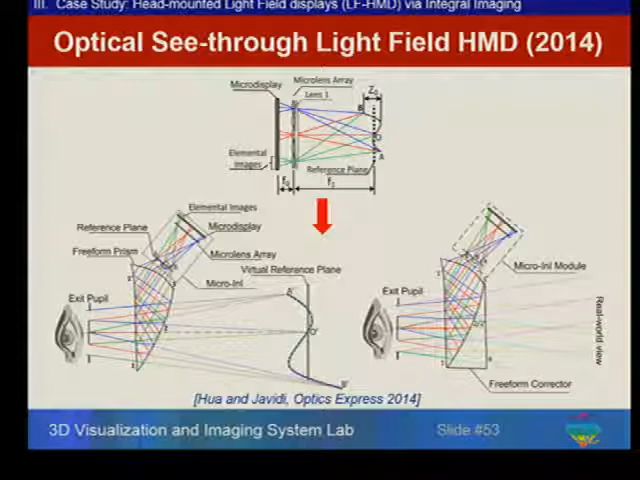 III. Case Study: Head-mounted Light Field displays (LF-HMD) via Integral Imaging
Optical See-through Light Field HMD (2014)
Microdisplay
Microlens Array
Lens 1
Z₀
B
O
A
Elemental Images
Reference Plane
Elemental Images
Reference Plane
Microdisplay
Freeform Prism
Microlens Array
Micro-InI
Virtual Reference Plane
Exit Pupil
A'
O'
B'
Micro-InI Module
Exit Pupil
Real-world view
Freeform Corrector
[Hua and Javidi, Optics Express 2014]
3D Visualization and Imaging System Lab
Slide #53